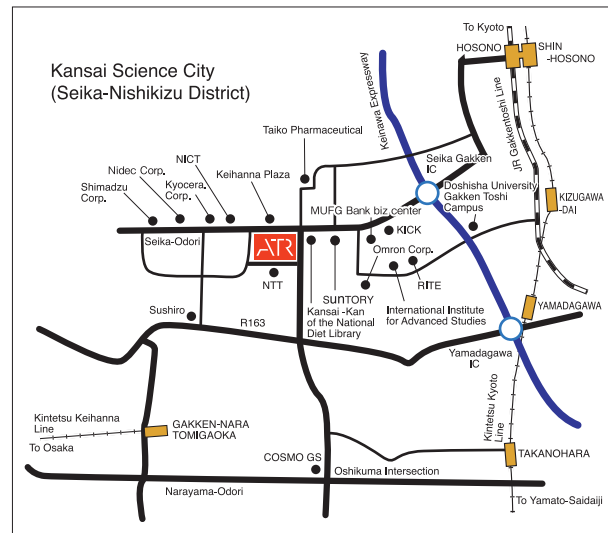 To Kyoto
HOSONO
SHIN
-HOSONO
Kansai Science City
(Seika-Nishikizu District)
Keinawa Expressway
JR Gakkentoshi Line
Taiko Pharmaceutical
Seika Gakken
IC
NICT
Nidec Corp.
Kyocera.
Corp.
Keihanna Plaza
Shimadzu
Corp.
Doshisha University
Gakken Toshi
Campus
KIZUGAWA
-DAI
MUFG Bank biz center
KICK
Seika-Odori
ATR
Omron Corp.
NTT
SUNTORY
RITE
Kansai -Kan
of the National
Diet Library
International Institute
for Advanced Studies
YAMADAGAWA
Sushiro
R163
Yamadagawa
IC
Kintetsu Keihanna
Line
To Osaka
GAKKEN-NARA
TOMIGAOKA
Kintetsu Kyoto
Line
TAKANOHARA
COSMO GS
Oshikuma Intersection
Narayama-Odori
To Yamato-Saidaiji